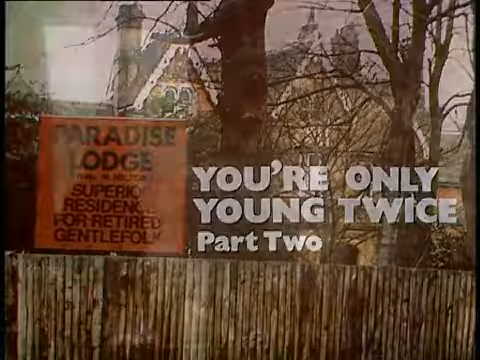 PARADISE
LODGE
SUPERIOR
RESIDENCE
FOR RETIRED
GENTLEFOLK
YOU'RE ONLY
YOUNG TWICE
Part Two